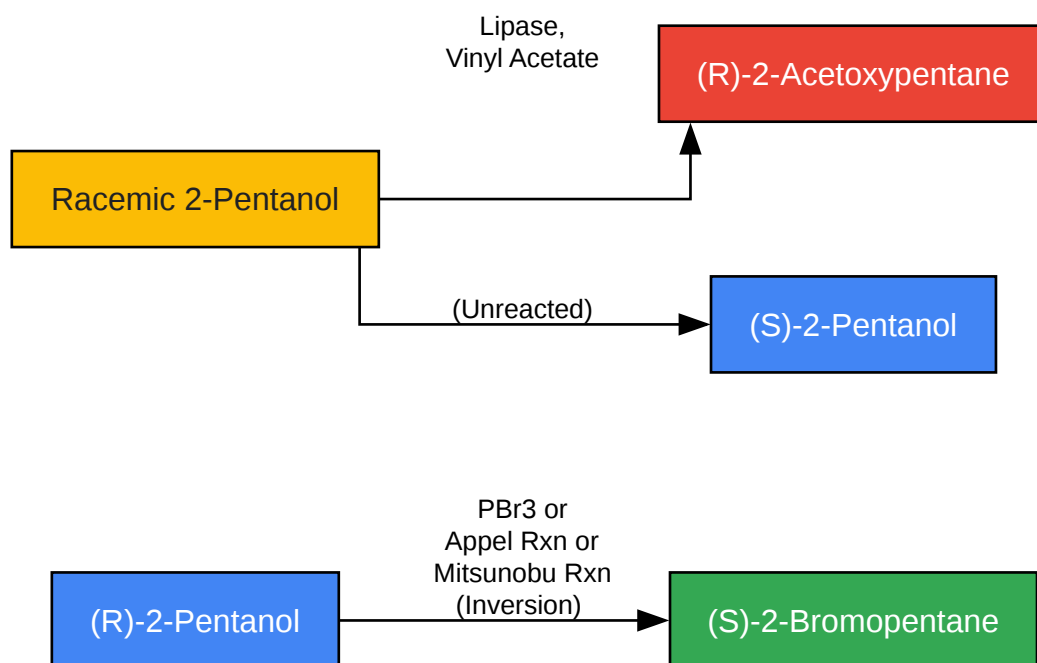 Lipase,
Vinyl Acetate
(R)-2-Acetoxypentane
Racemic 2-Pentanol
(Unreacted)
(S)-2-Pentanol
PBr3 or
Appel Rxn or
Mitsunobu Rxn
(Inversion)
(R)-2-Pentanol
(S)-2-Bromopentane